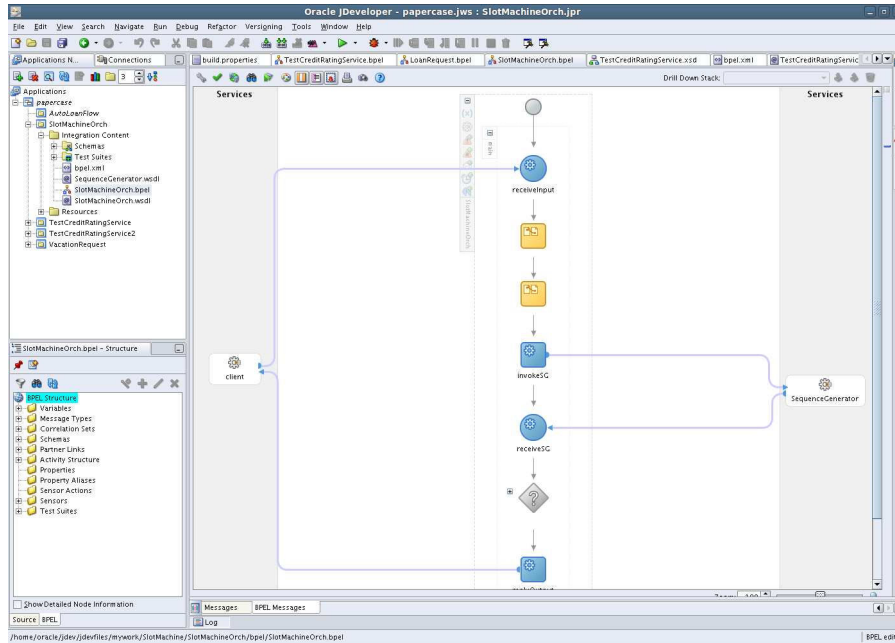 Oracle JDeveloper - papercase.jws : SlotMachineOrch.jpr
File Edit View Search Navigate Run Debug Refactor Versioning Tools Window Help
Applications N... Connections
build.properties TestCreditRatingService.bpel LoanRequest.bpel SlotMachineOrch.bpel TestCreditRatingService.xsd bpel.xml TestCreditRatingServic
3
Drill Down Stack:
Applications
papercase
AutoLoanFlow
SlotMachineOrch
Integration Content
Schemas
Test Suites
bpel.xml
SequenceGenerator.wsdl
SlotMachineOrch.bpel
SlotMachineOrch.wsdl
Resources
TestCreditRatingService
TestCreditRatingService2
VacationRequest
SlotMachineOrch.bpel - Structure
BPEL Structure
Variables
Message Types
Correlation Sets
Schemas
Partner Links
Activity Structure
Properties
Property Aliases
Sensor Actions
Sensors
Test Suites
Show Detailed Node Information
Source BPEL
Services
Services
main
SlotMachineOrch
receiveInput
client
invokeSG
SequenceGenerator
receiveSG
Messages BPEL Messages
Log
/home/oracle/jdev/jdevfiles/mywork/SlotMachine/SlotMachineOrch/bpel/SlotMachineOrch.bpel
BPEL edi